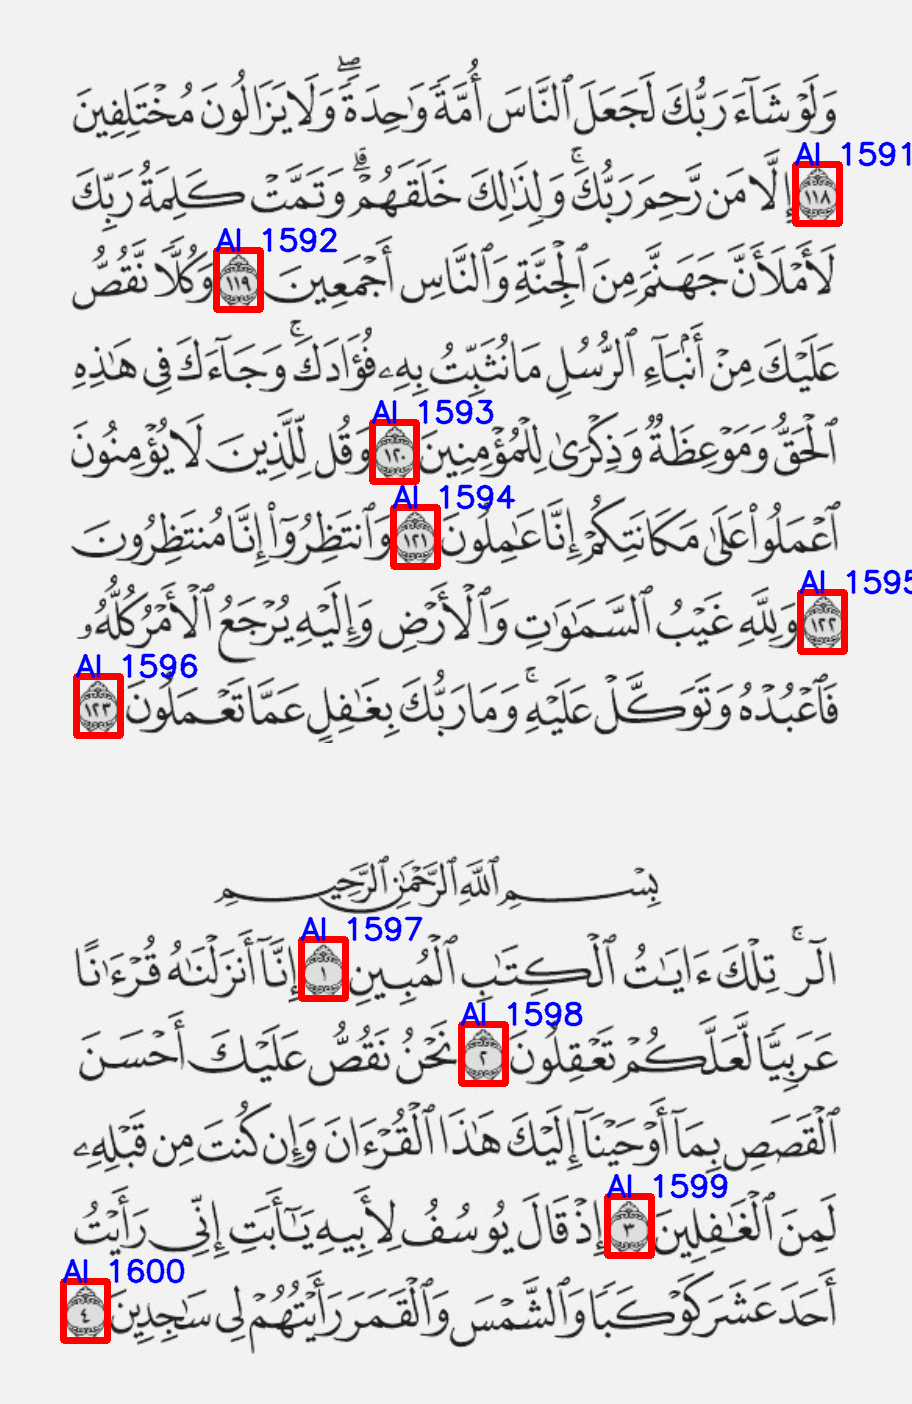 وَلَوْ شَآءَ رَبُّكَ لَجَعَلَ ٱلنَّاسَ أُمَّةً وَٰحِدَةً ۖ وَلَا يَزَالُونَ مُخْتَلِفِينَ
AI 1591
١١٨ إِلَّا مَن رَّحِمَ رَبُّكَ ۚ وَلِذَٰلِكَ خَلَقَهُمْ ۗ وَتَمَّتْ كَلِمَةُ رَبِّكَ
AI 1592
لَأَمْلَأَنَّ جَهَنَّمَ مِنَ ٱلْجِنَّةِ وَٱلنَّاسِ أَجْمَعِينَ ١١٩ وَكُلًّا نَّقُصُّ
عَلَيْكَ مِنْ أَنۢبَآءِ ٱلرُّسُلِ مَا نُثَبِّتُ بِهِۦ فُؤَادَكَ ۚ وَجَآءَكَ فِى هَـٰذِهِ
AI 1593
ٱلْحَقُّ وَمَوْعِظَةٌ وَذِكْرَىٰ لِلْمُؤْمِنِينَ ١٢٠ وَقُل لِّلَّذِينَ لَا يُؤْمِنُونَ
AI 1594
ٱعْمَلُوا۟ عَلَىٰ مَكَانَتِكُمْ إِنَّا عَـٰمِلُونَ ١٢١ وَٱنتَظِرُوٓا۟ إِنَّا مُنتَظِرُونَ
AI 1595
١٢٢ وَلِلَّهِ غَيْبُ ٱلسَّمَـٰوَٰتِ وَٱلْأَرْضِ وَإِلَيْهِ يُرْجَعُ ٱلْأَمْرُ كُلُّهُۥ
AI 1596
فَٱعْبُدْهُ وَتَوَكَّلْ عَلَيْهِ ۚ وَمَا رَبُّكَ بِغَـٰفِلٍ عَمَّا تَعْمَلُونَ ١٢٣
بِسْمِ ٱللَّهِ ٱلرَّحْمَـٰنِ ٱلرَّحِيمِ
AI 1597
الٓر ۚ تِلْكَ ءَايَـٰتُ ٱلْكِتَـٰبِ ٱلْمُبِينِ ١ إِنَّآ أَنزَلْنَـٰهُ قُرْءَٰنًا
AI 1598
عَرَبِيًّا لَّعَلَّكُمْ تَعْقِلُونَ ٢ نَحْنُ نَقُصُّ عَلَيْكَ أَحْسَنَ
ٱلْقَصَصِ بِمَآ أَوْحَيْنَآ إِلَيْكَ هَـٰذَا ٱلْقُرْءَانَ وَإِن كُنتَ مِن قَبْلِهِۦ
AI 1599
لَمِنَ ٱلْغَـٰفِلِينَ ٣ إِذْ قَالَ يُوسُفُ لِأَبِيهِ يَـٰٓأَبَتِ إِنِّى رَأَيْتُ
AI 1600
أَحَدَ عَشَرَ كَوْكَبًا وَٱلشَّمْسَ وَٱلْقَمَرَ رَأَيْتُهُمْ لِى سَـٰجِدِينَ ٤